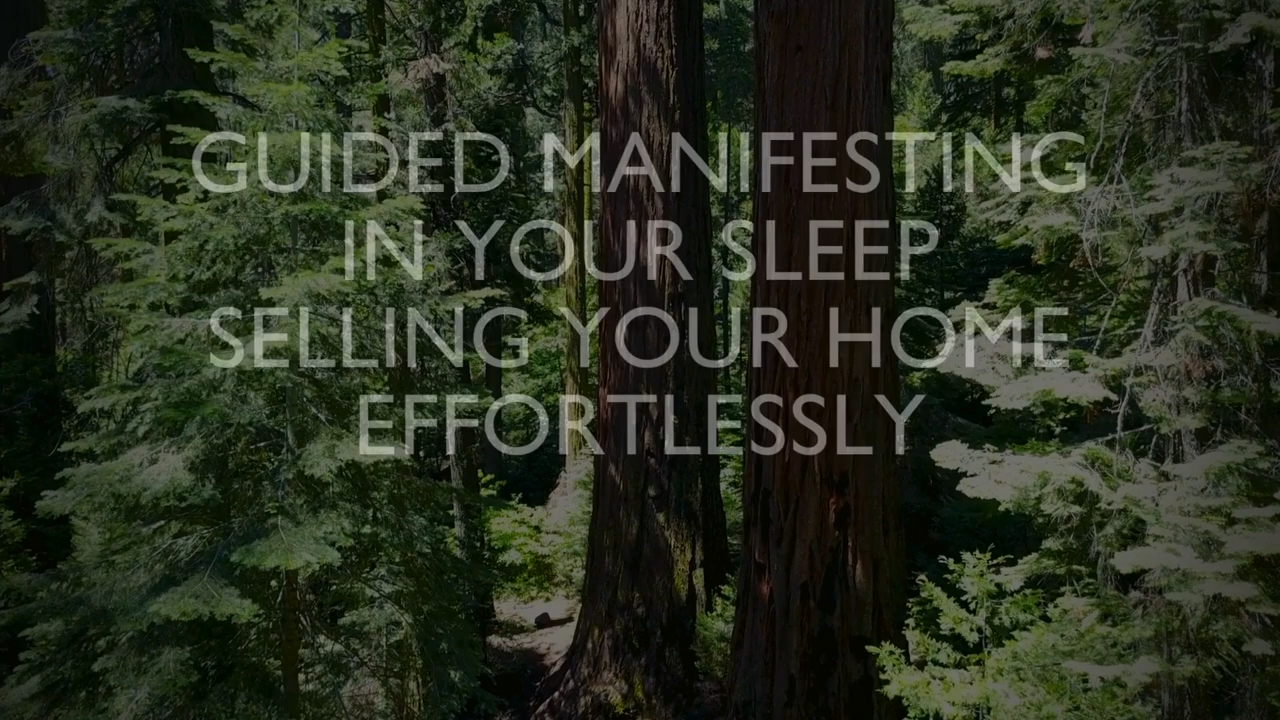 GUIDED MANIFESTING
IN YOUR SLEEP
SELLING YOUR HOME
EFFORTLESSLY